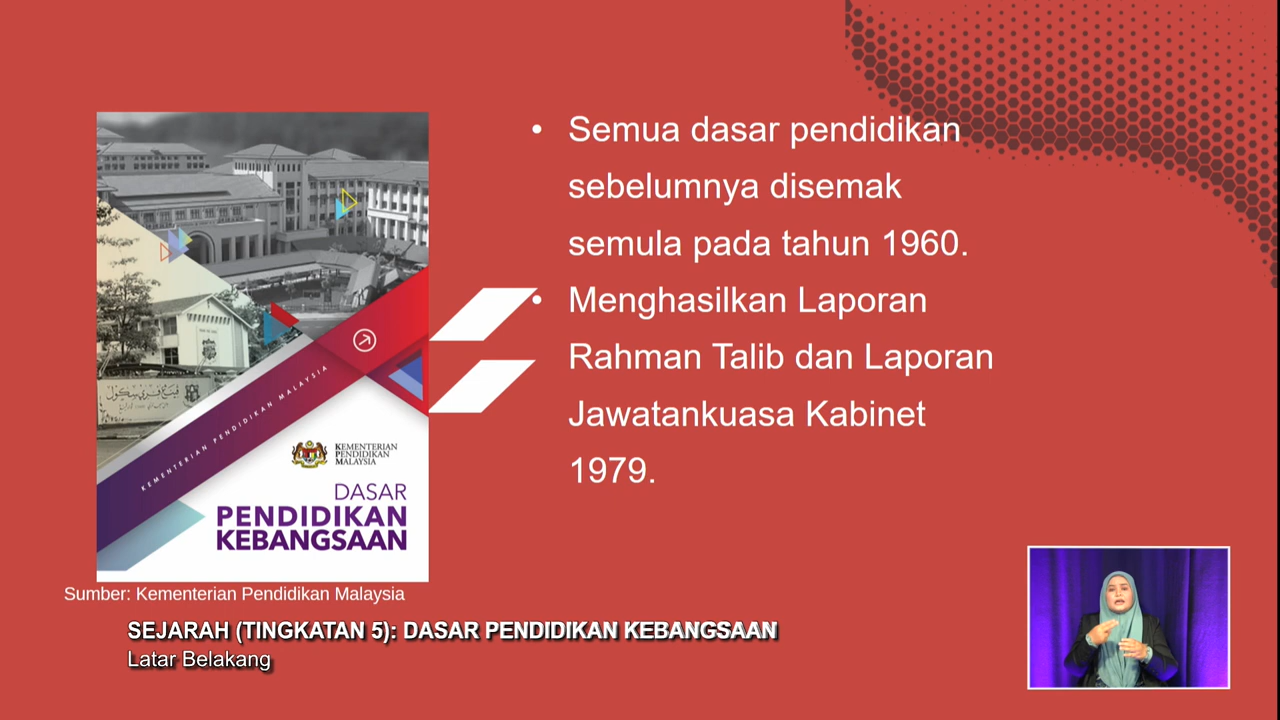 • Semua dasar pendidikan
sebelumnya disemak
semula pada tahun 1960.
• Menghasilkan Laporan
Rahman Talib dan Laporan
Jawatankuasa Kabinet
1979.
KEMENTERIAN PENDIDIKAN MALAYSIA
KEMENTERIAN
PENDIDIKAN
MALAYSIA
DASAR
PENDIDIKAN
KEBANGSAAN
Sumber: Kementerian Pendidikan Malaysia
SEJARAH (TINGKATAN 5): DASAR PENDIDIKAN KEBANGSAAN
Latar Belakang